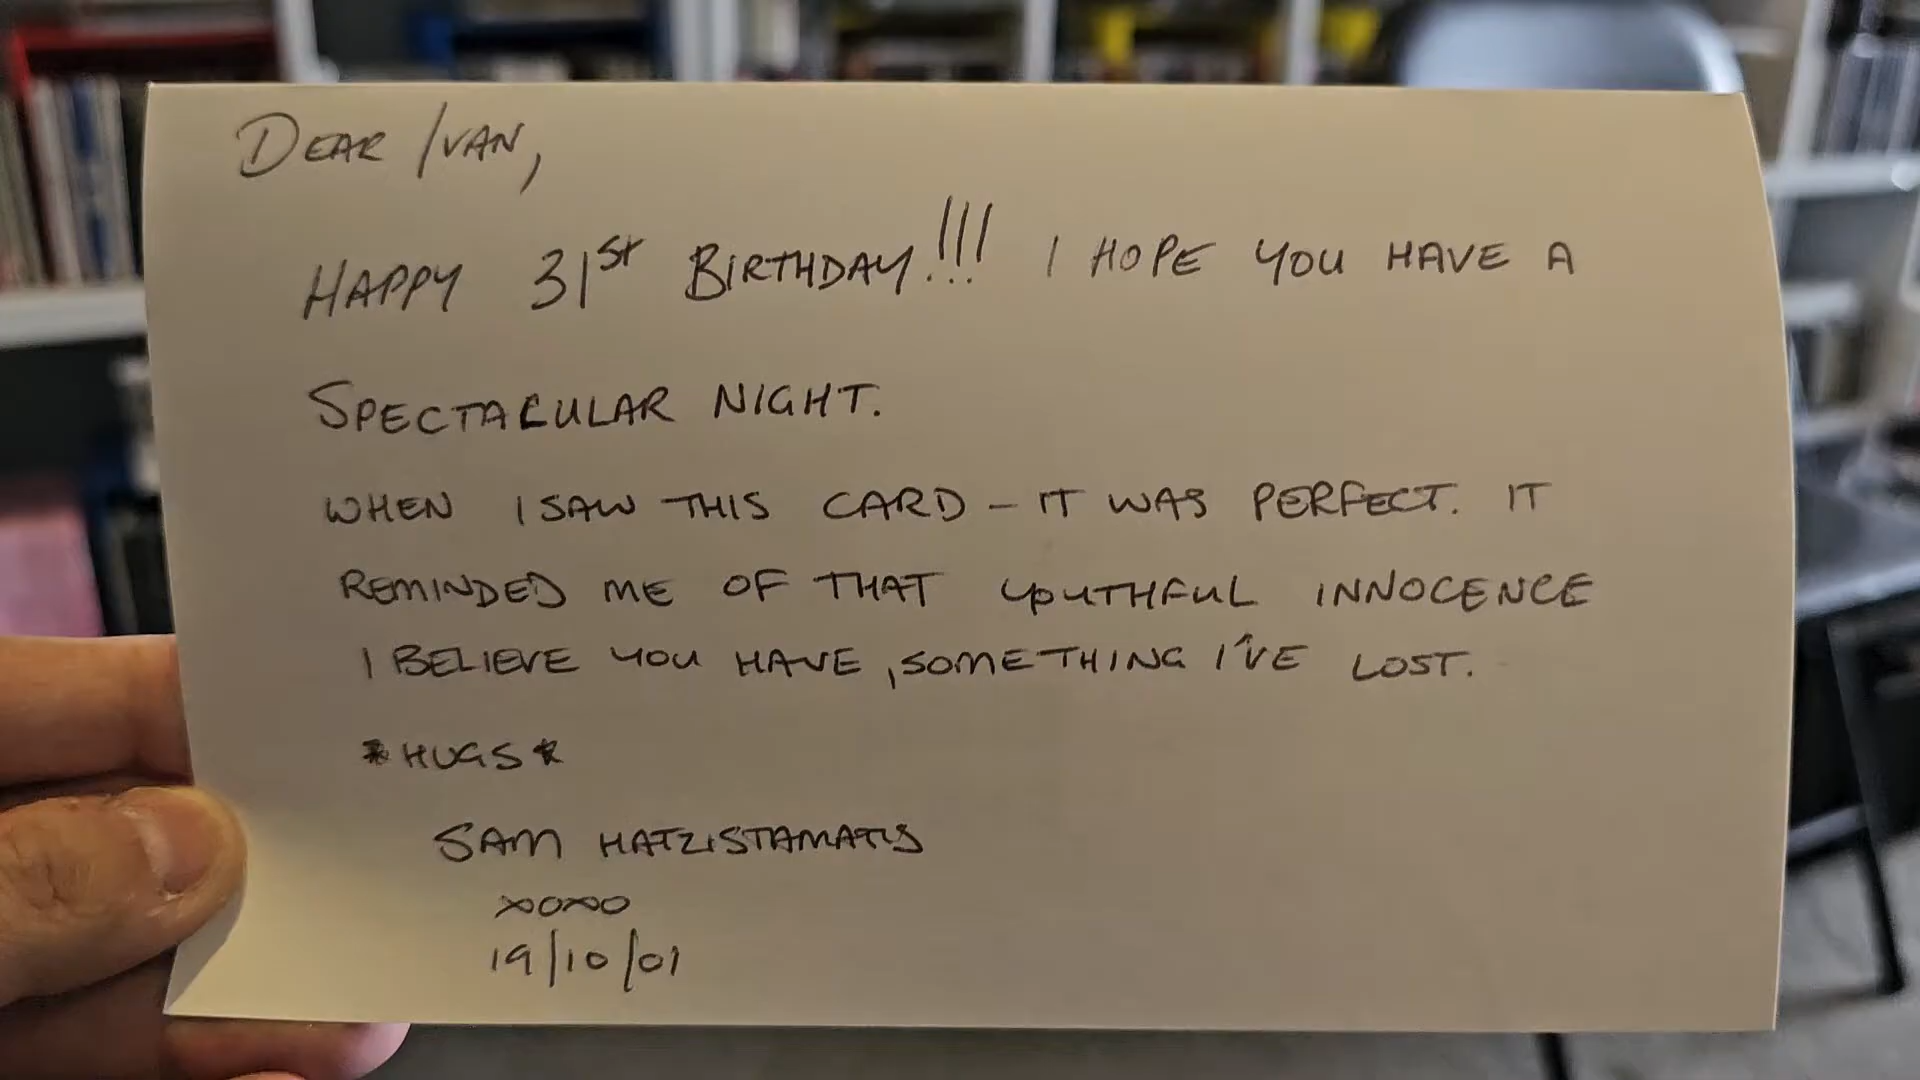 DEAR IVAN,
HAPPY 31ST BIRTHDAY!!! I HOPE YOU HAVE A
SPECTACULAR NIGHT.
WHEN I SAW THIS CARD – IT WAS PERFECT. IT
REMINDED ME OF THAT YOUTHFUL INNOCENCE
I BELIEVE YOU HAVE, SOMETHING I'VE LOST.
*HUGS*
SAM HATZISTAMATIS
XOXO
19/10/01